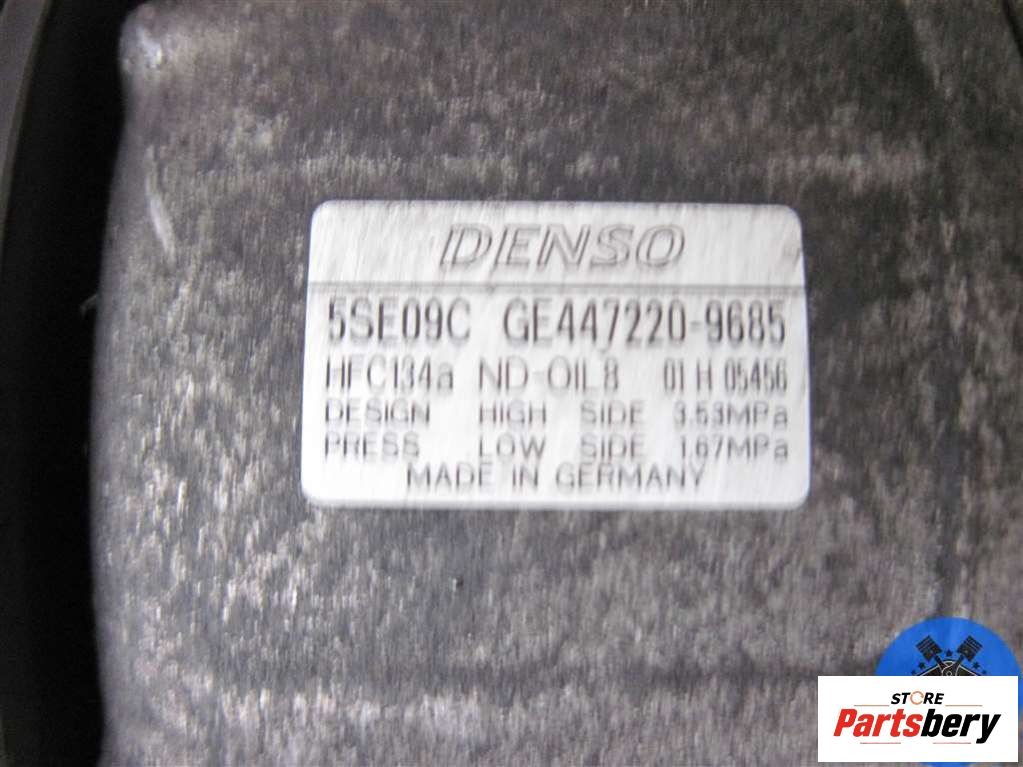 DENSO
5SE09C GE447220-9685
HFC134a ND-OIL8 01 H 05456
DESIGN HIGH SIDE 3.53MPa
PRESS LOW SIDE 1.67MPa
MADE IN GERMANY
STORE
Partsbery